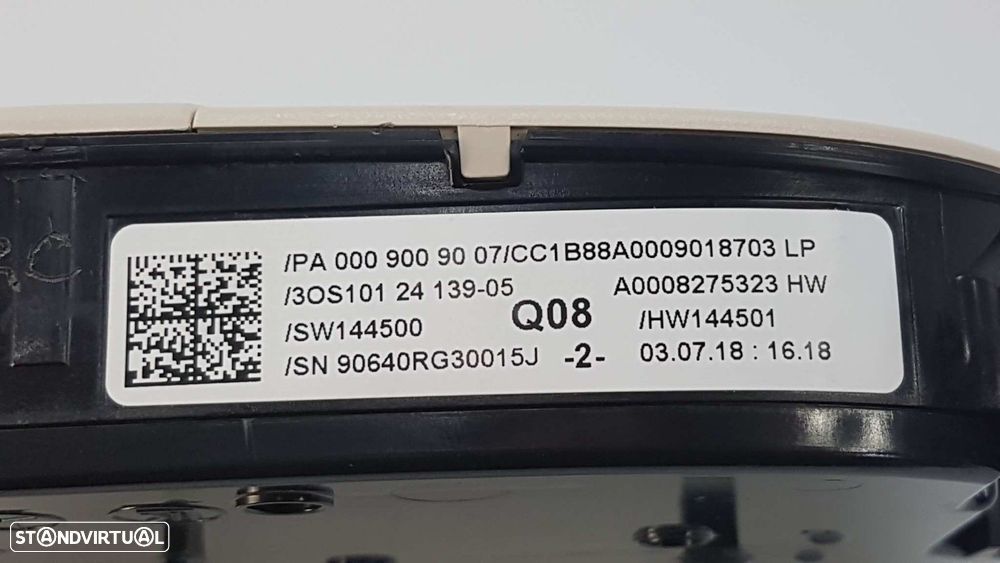 /PA 000 900 90 07/CC1B88A0009018703 LP
/3OS101 24 139-05 A0008275323 HW
/SW144500 Q08 /HW144501
/SN 90640RG30015J -2- 03.07.18 : 16.18
STANDVIRTUAL